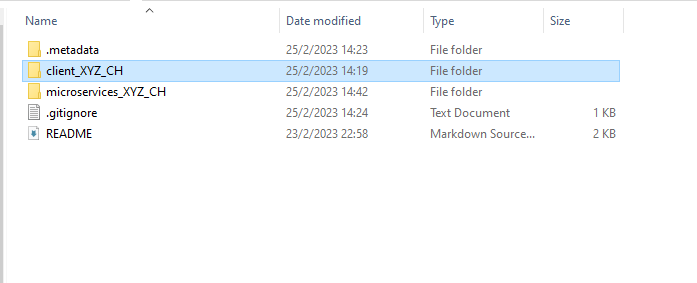 Name Date modified Type Size
.metadata 25/2/2023 14:23 File folder
client_XYZ_CH 25/2/2023 14:19 File folder
microservices_XYZ_CH 25/2/2023 14:42 File folder
.gitignore 25/2/2023 14:24 Text Document 1 KB
README 23/2/2023 22:58 Markdown Source... 2 KB